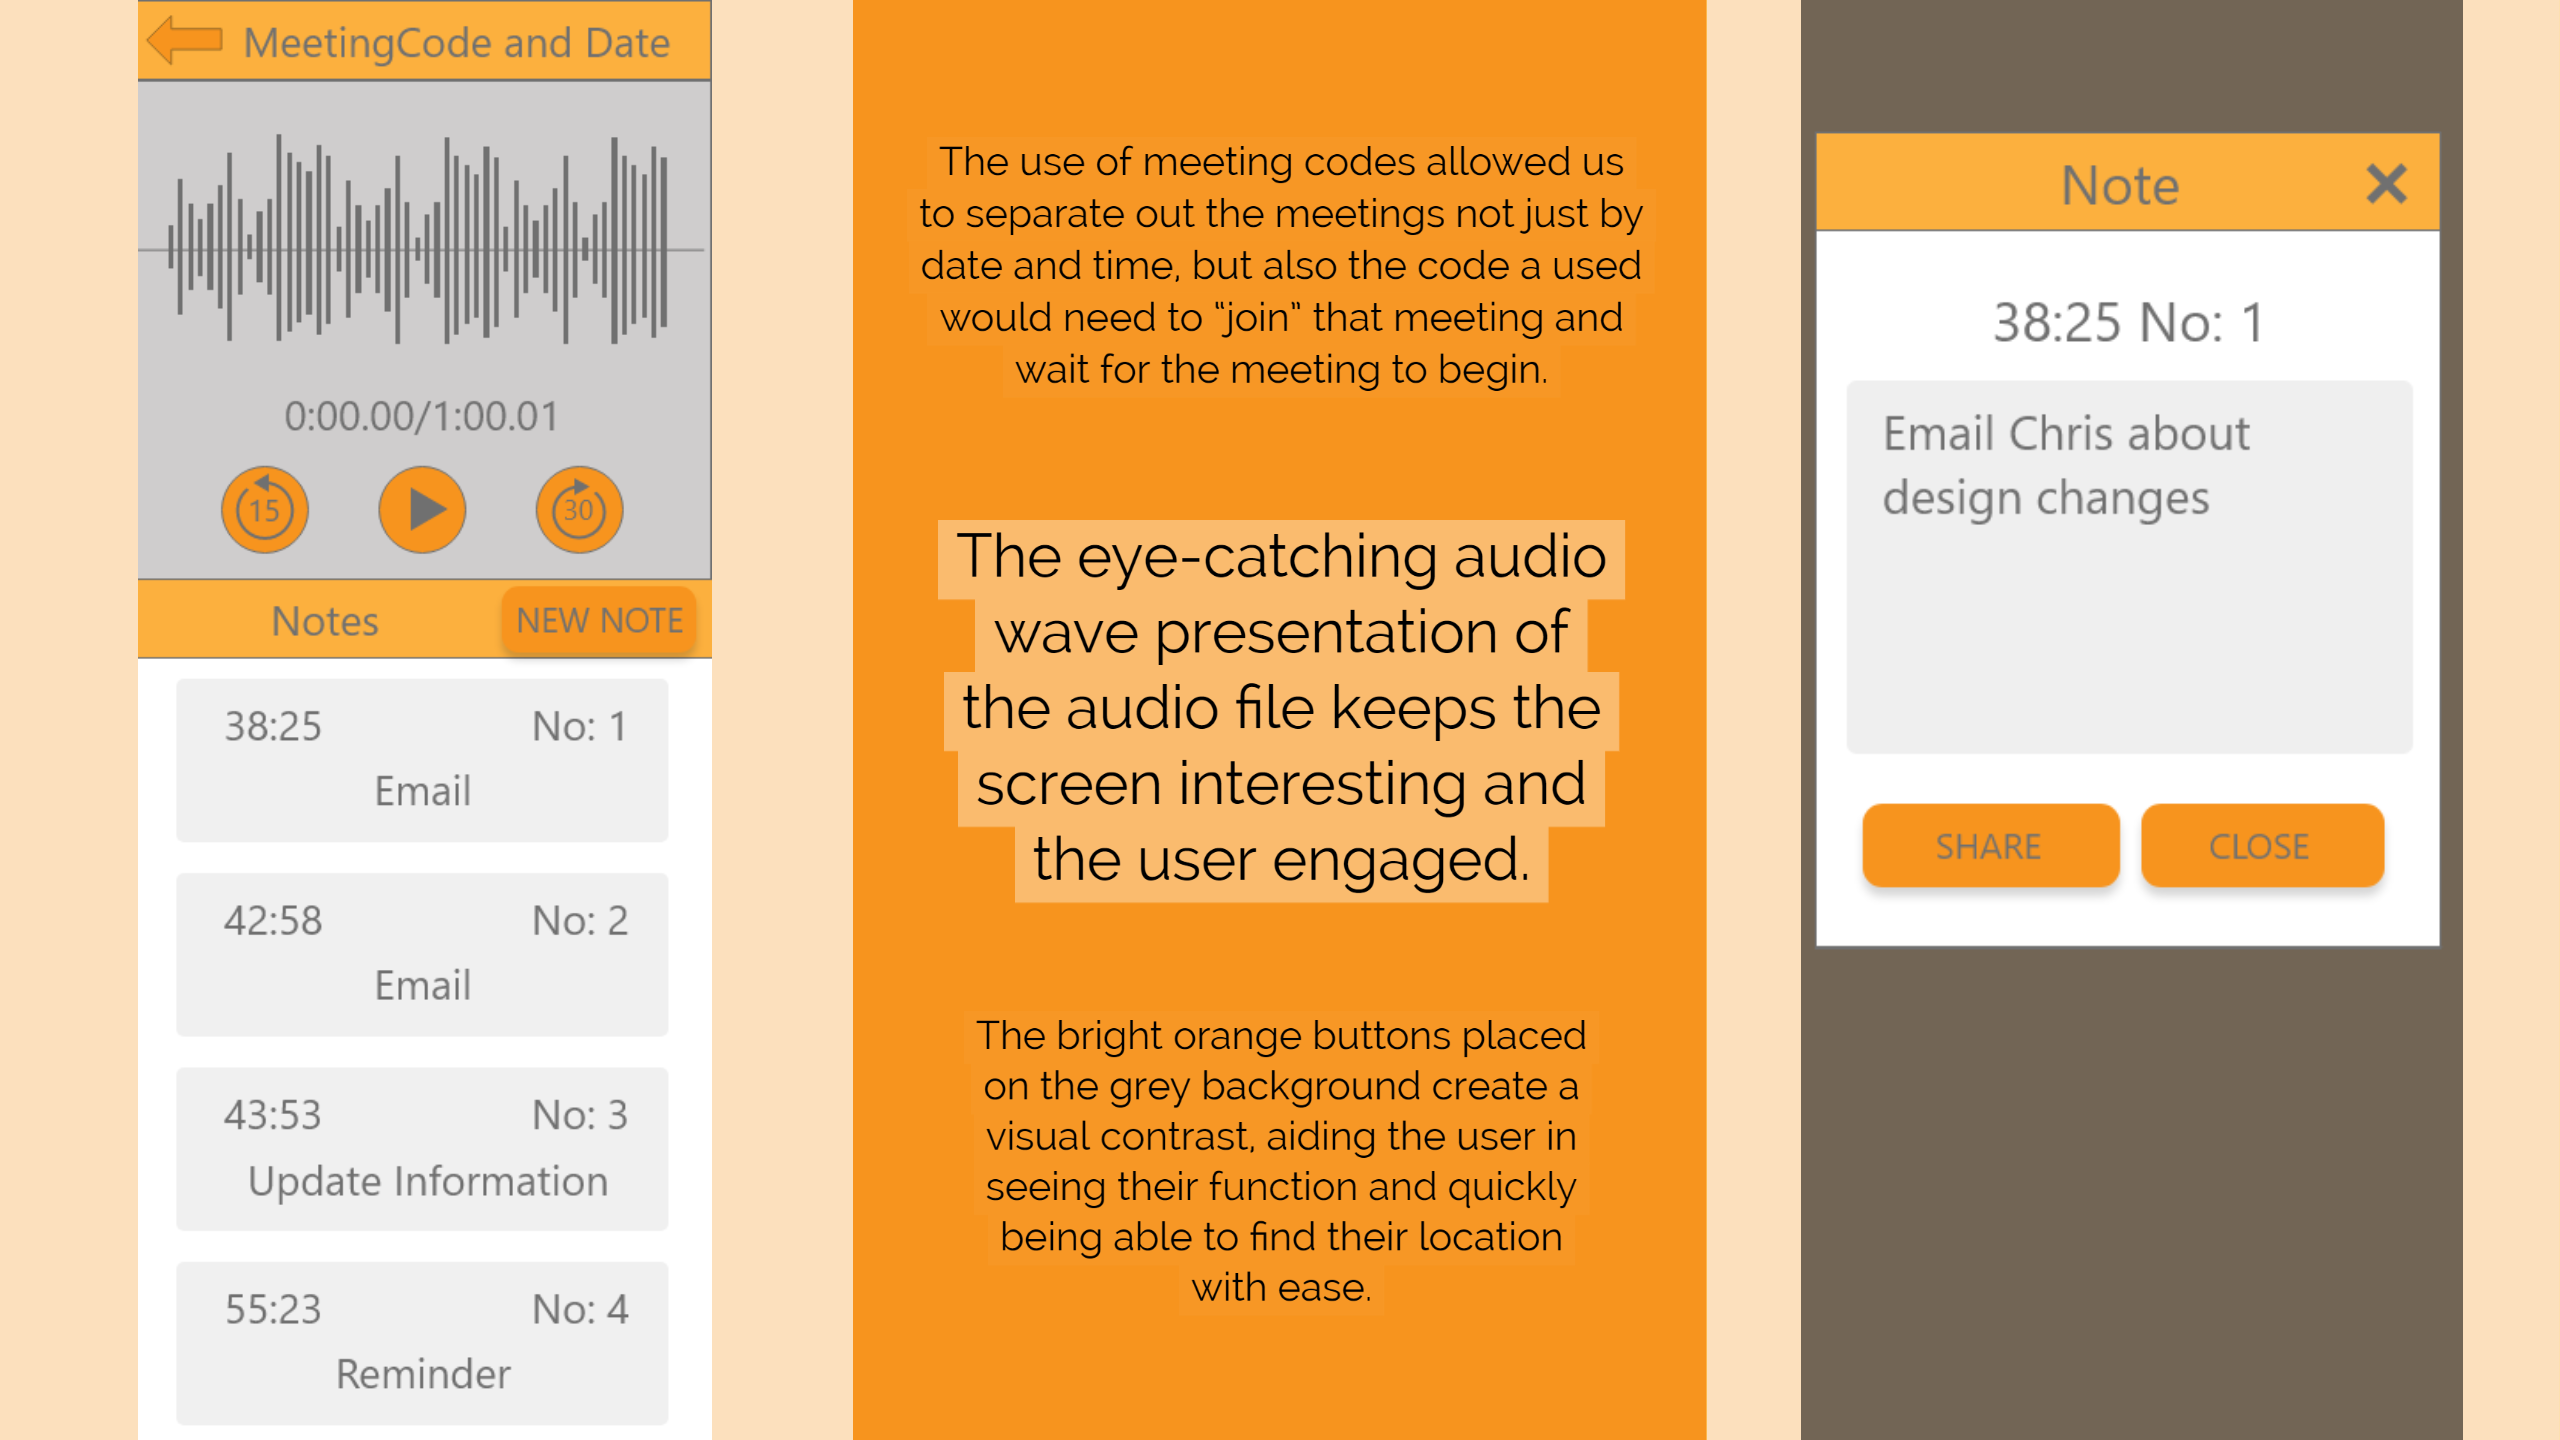 MeetingCode and Date
0:00.00/1:00.01
15
30
Notes
NEW NOTE
38:25 No: 1
Email
42:58 No: 2
Email
43:53 No: 3
Update Information
55:23 No: 4
Reminder
The use of meeting codes allowed us
to separate out the meetings not just by
date and time, but also the code a used
would need to “join” that meeting and
wait for the meeting to begin.
The eye-catching audio
wave presentation of
the audio file keeps the
screen interesting and
the user engaged.
The bright orange buttons placed
on the grey background create a
visual contrast, aiding the user in
seeing their function and quickly
being able to find their location
with ease.
Note
38:25 No: 1
Email Chris about
design changes
SHARE
CLOSE